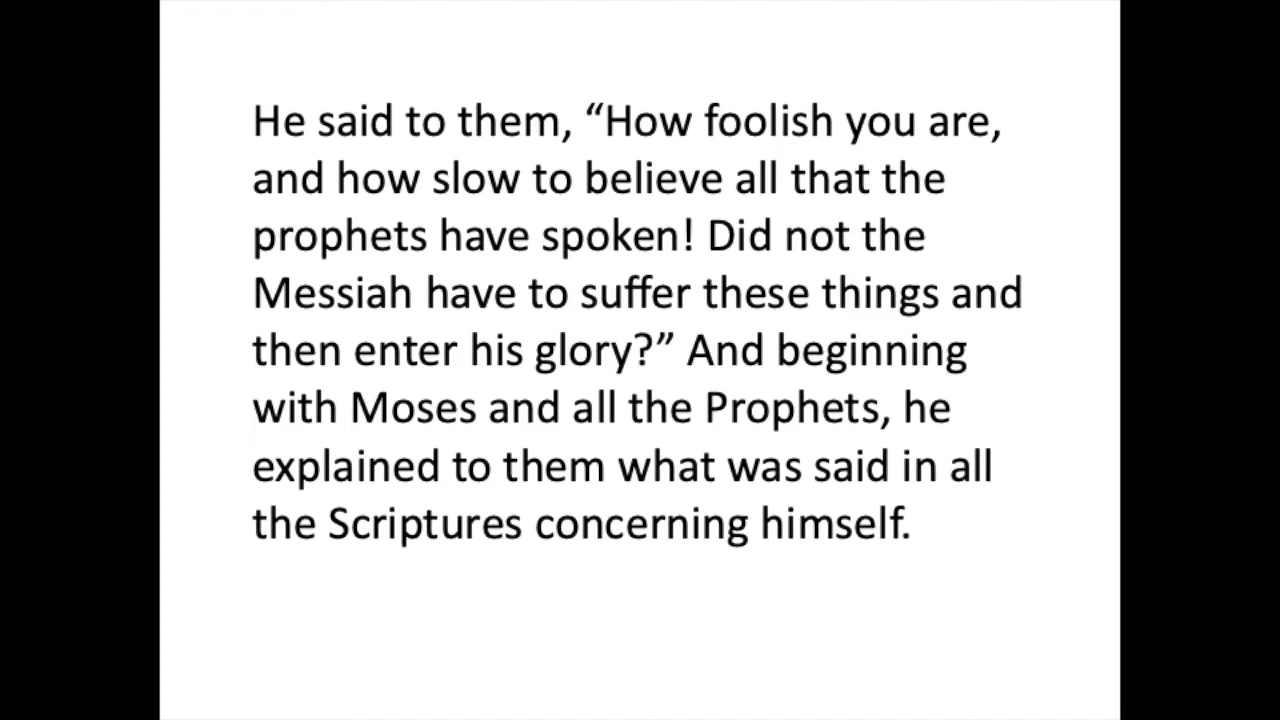 He said to them, “How foolish you are,
and how slow to believe all that the
prophets have spoken! Did not the
Messiah have to suffer these things and
then enter his glory?” And beginning
with Moses and all the Prophets, he
explained to them what was said in all
the Scriptures concerning himself.